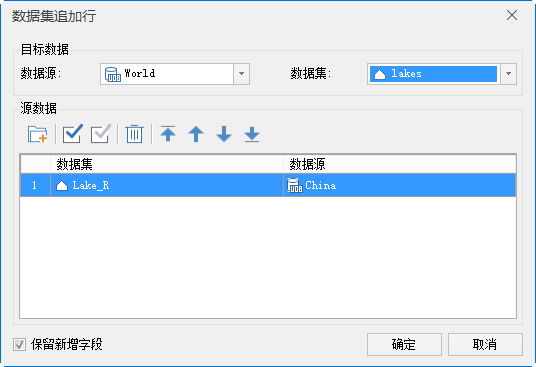 数据集追加行
目标数据
数据源: World 数据集: lakes
源数据
数据集 数据源
1 Lake_R China
保留新增字段 确定 取消